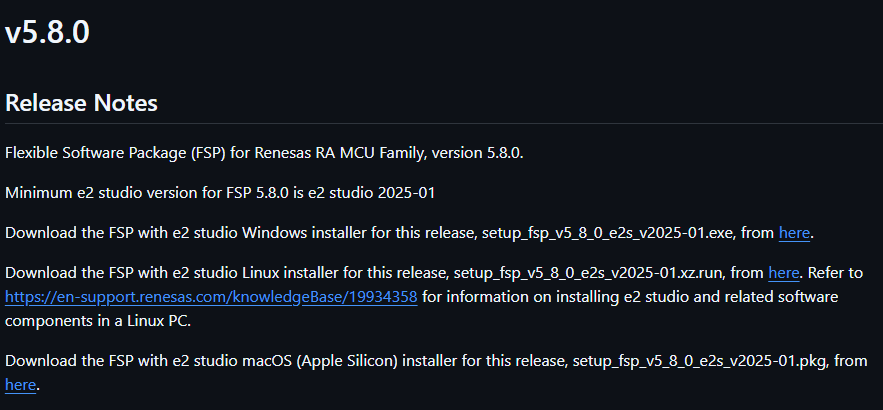 v5.8.0
Release Notes
Flexible Software Package (FSP) for Renesas RA MCU Family, version 5.8.0.
Minimum e2 studio version for FSP 5.8.0 is e2 studio 2025-01
Download the FSP with e2 studio Windows installer for this release, setup_fsp_v5_8_0_e2s_v2025-01.exe, from here.
Download the FSP with e2 studio Linux installer for this release, setup_fsp_v5_8_0_e2s_v2025-01.xz.run, from here. Refer to
https://en-support.renesas.com/knowledgeBase/19934358 for information on installing e2 studio and related software
components in a Linux PC.
Download the FSP with e2 studio macOS (Apple Silicon) installer for this release, setup_fsp_v5_8_0_e2s_v2025-01.pkg, from
here.